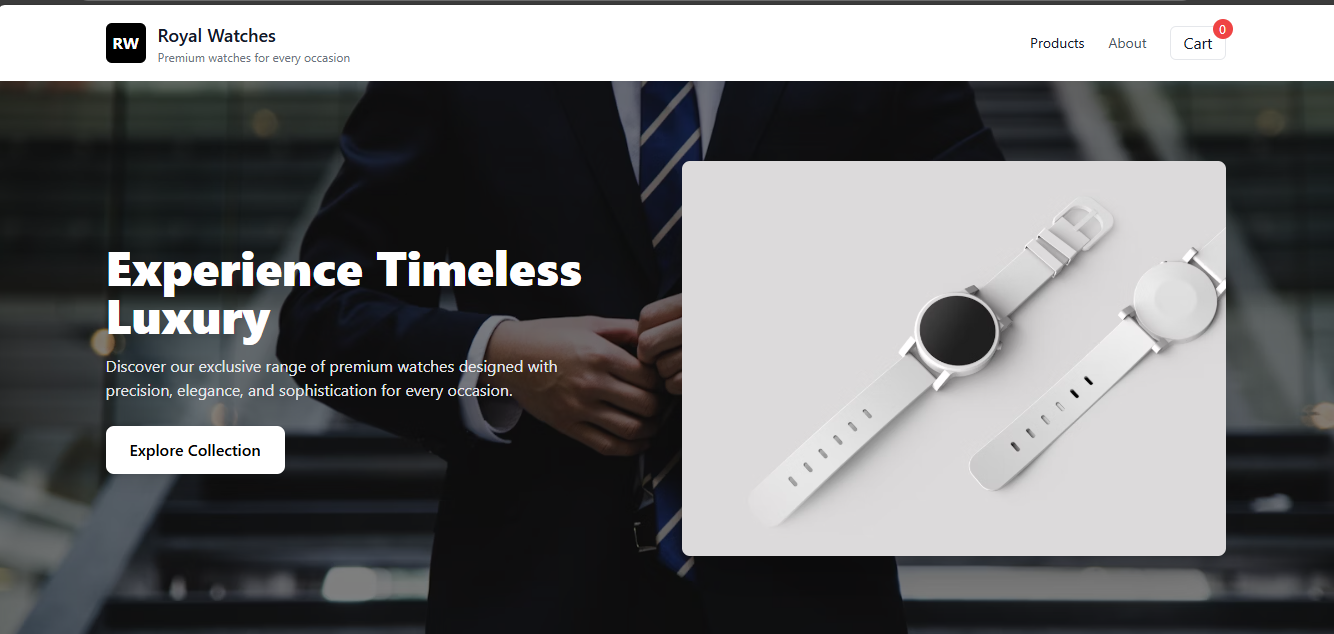 RW
Royal Watches
Premium watches for every occasion
Products
About
Cart
0
Experience Timeless
Luxury
Discover our exclusive range of premium watches designed with
precision, elegance, and sophistication for every occasion.
Explore Collection